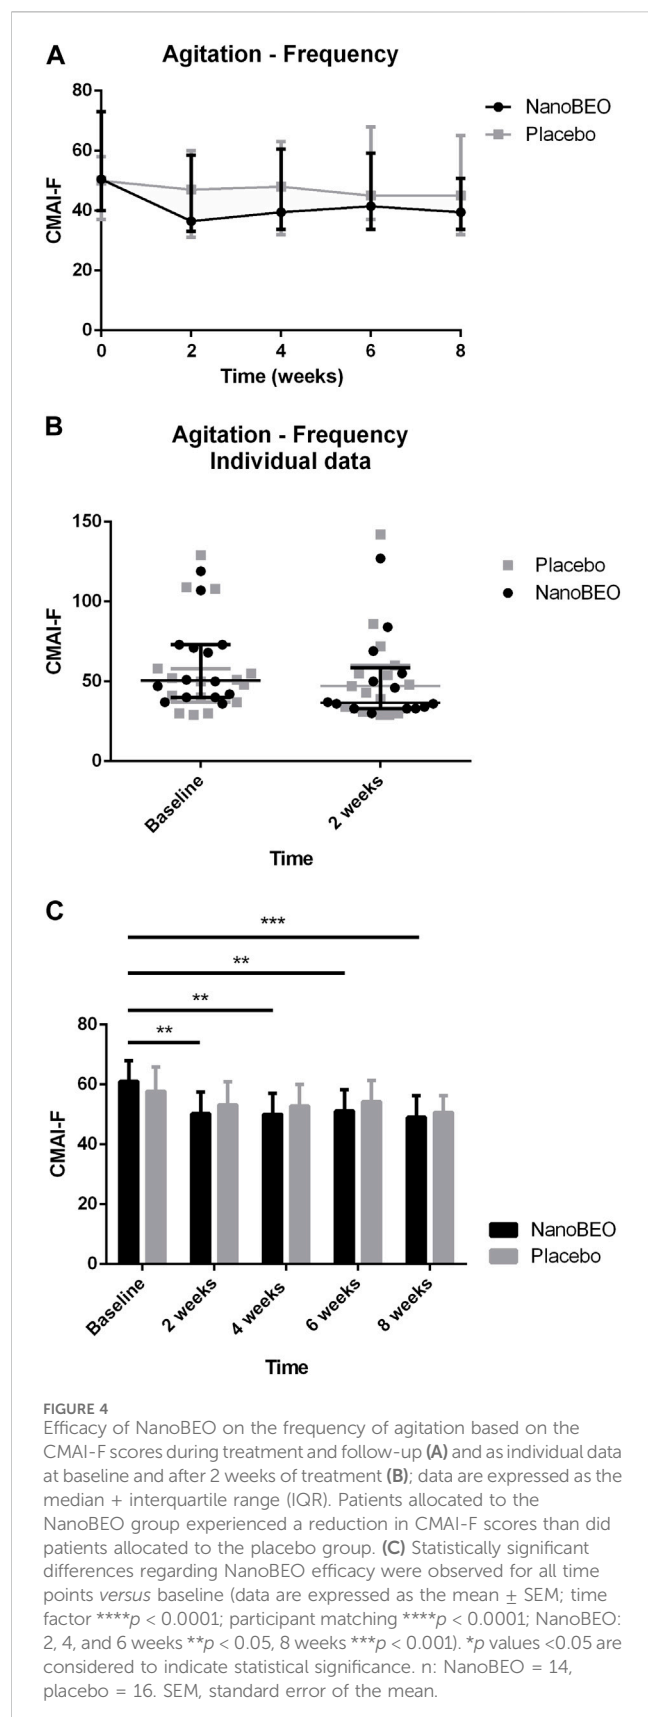 A
Agitation - Frequency
80
60
40
20
0
CMAI-F
0 2 4 6 8
Time (weeks)
NanoBEO
Placebo
B
Agitation - Frequency
Individual data
150
100
50
0
CMAI-F
Baseline
2 weeks
Time
Placebo
NanoBEO
C
***
**
**
**
80
60
40
20
0
CMAI-F
Baseline
2 weeks
4 weeks
6 weeks
8 weeks
Time
NanoBEO
Placebo
FIGURE 4
Efficacy of NanoBEO on the frequency of agitation based on the
CMAI-F scores during treatment and follow-up (A) and as individual data
at baseline and after 2 weeks of treatment (B); data are expressed as the
median + interquartile range (IQR). Patients allocated to the
NanoBEO group experienced a reduction in CMAI-F scores than did
patients allocated to the placebo group. (C) Statistically significant
differences regarding NanoBEO efficacy were observed for all time
points versus baseline (data are expressed as the mean ± SEM; time
factor ****p < 0.0001; participant matching ****p < 0.0001; NanoBEO:
2, 4, and 6 weeks **p < 0.05, 8 weeks ***p < 0.001). *p values <0.05 are
considered to indicate statistical significance. n: NanoBEO = 14,
placebo = 16. SEM, standard error of the mean.